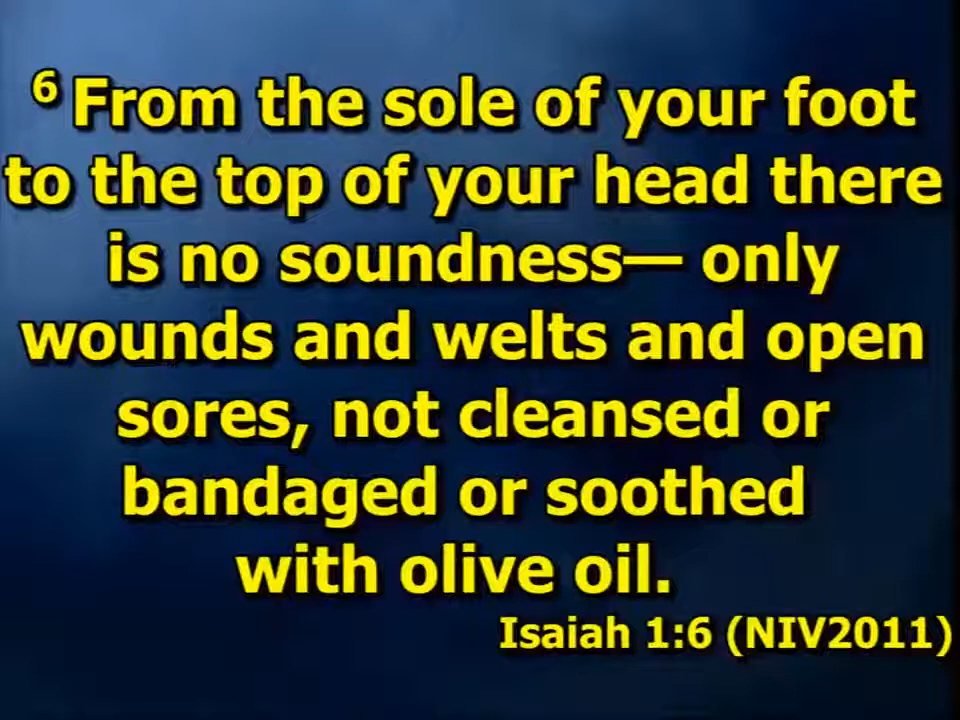 6 From the sole of your foot
to the top of your head there
is no soundness— only
wounds and welts and open
sores, not cleansed or
bandaged or soothed
with olive oil.
Isaiah 1:6 (NIV2011)